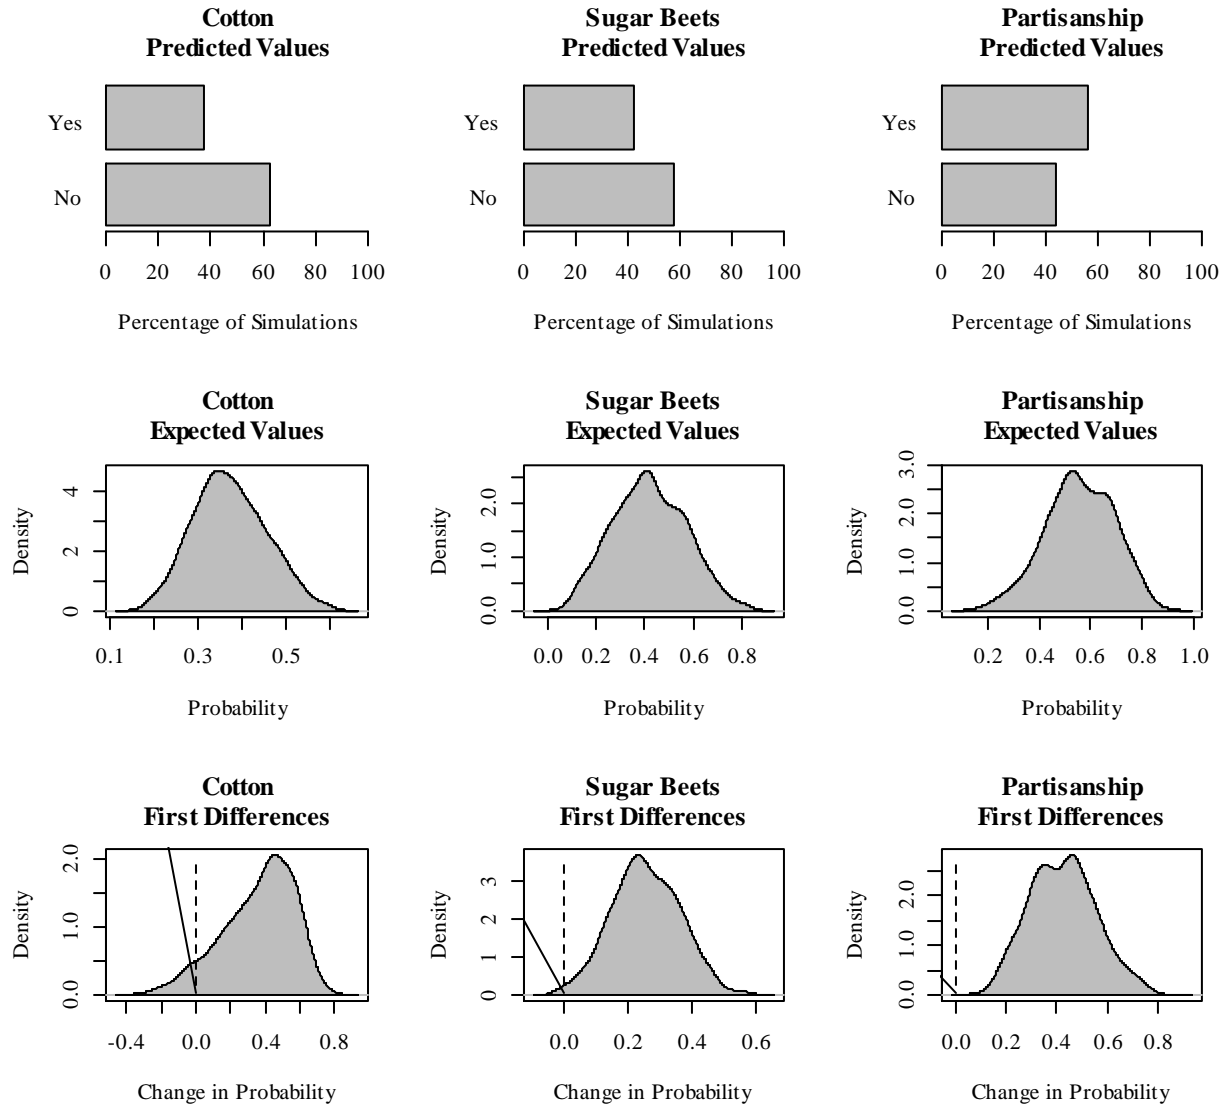 Cotton
Predicted Values
Yes
No
0 20 40 60 80 100
Percentage of Simulations
Sugar Beets
Predicted Values
Yes
No
0 20 40 60 80 100
Percentage of Simulations
Partisanship
Predicted Values
Yes
No
0 20 40 60 80 100
Percentage of Simulations
Cotton
Expected Values
Density
4
2
0
0.1 0.3 0.5
Probability
Sugar Beets
Expected Values
Density
2.0
1.0
0.0
0.0 0.2 0.4 0.6 0.8
Probability
Partisanship
Expected Values
Density
3.0
2.0
1.0
0.0
0.2 0.4 0.6 0.8 1.0
Probability
Cotton
First Differences
Density
2.0
1.0
0.0
-0.4 0.0 0.4 0.8
Change in Probability
Sugar Beets
First Differences
Density
3
2
1
0
0.0 0.2 0.4 0.6
Change in Probability
Partisanship
First Differences
Density
2.0
1.0
0.0
0.0 0.2 0.4 0.6 0.8
Change in Probability